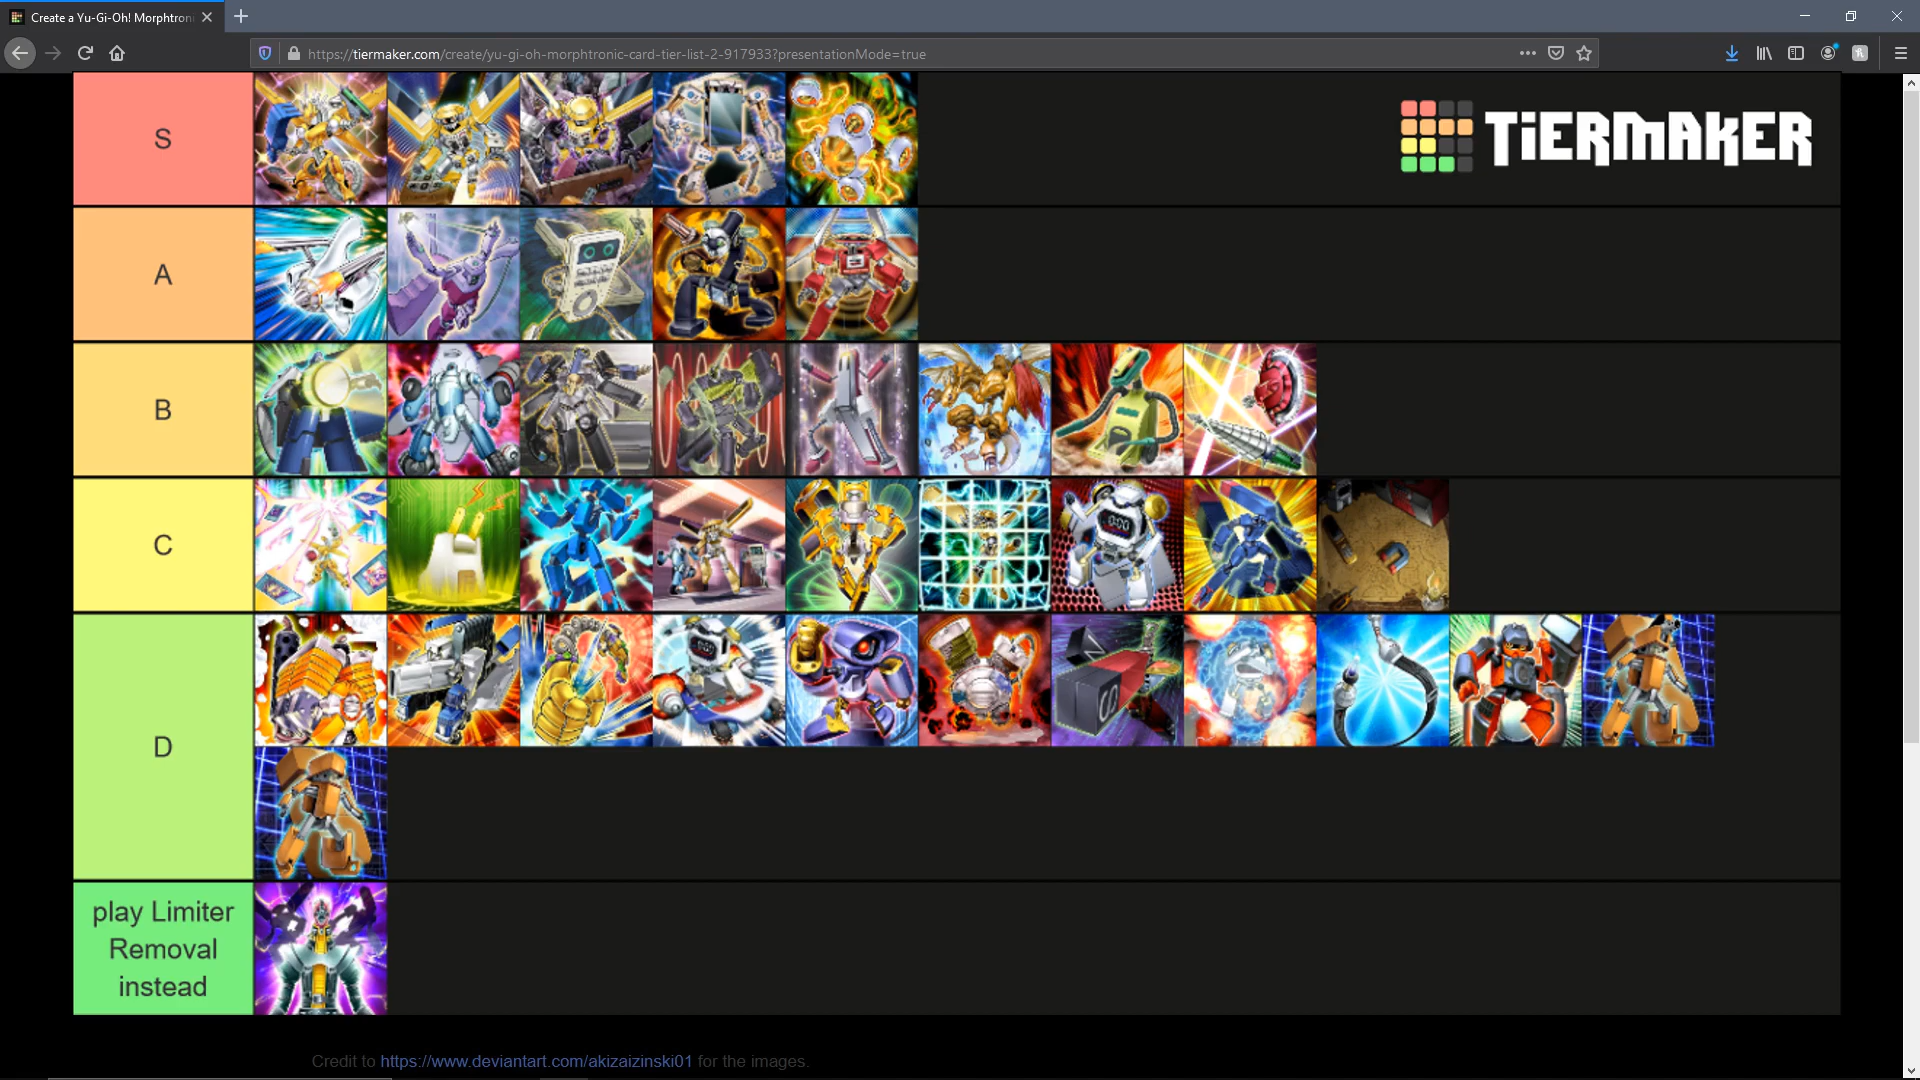 Create a Yu-Gi-Oh! Morphtroni
https://tiermaker.com/create/yu-gi-oh-morphtronic-card-tier-list-2-917933?presentationMode=true
S
TiERMAKER
A
B
C
D
play Limiter
Removal
instead
Credit to https://www.deviantart.com/akizaizinski01 for the images.